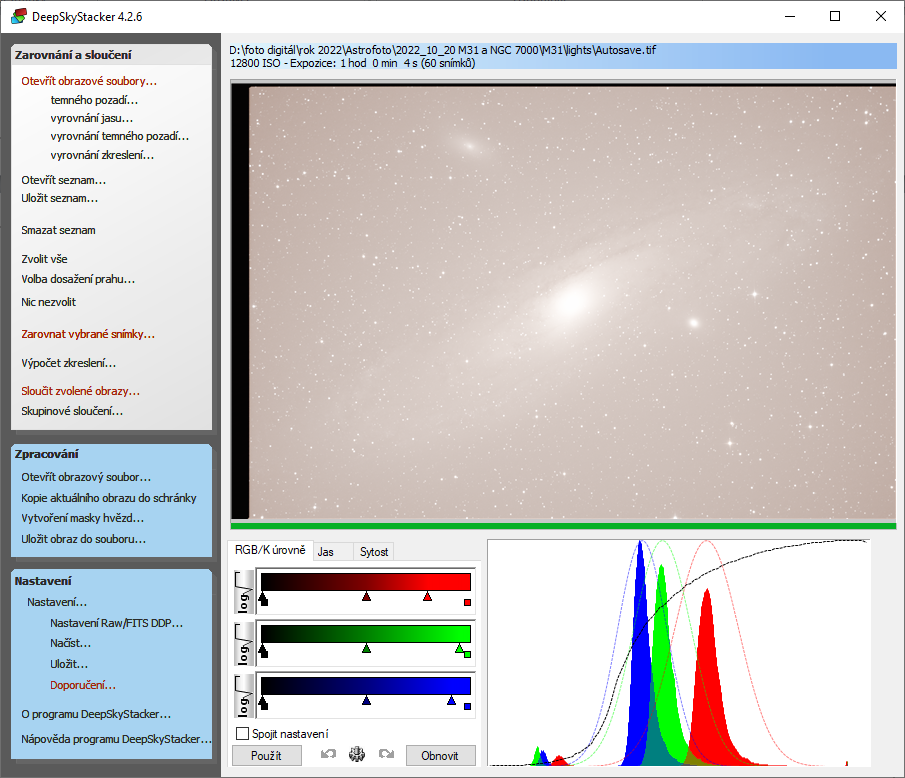 DeepSkyStacker 4.2.6
Zarovnání a sloučení
Otevřít obrazové soubory...
temného pozadí...
vyrovnání jasu...
vyrovnání temného pozadí...
vyrovnání zkreslení...
Otevřít seznam...
Uložit seznam...
Smazat seznam
Zvolit vše
Volba dosažení prahu...
Nic nezvolit
Zarovnat vybrané snímky...
Výpočet zkreslení...
Sloučit zvolené obrazy...
Skupinové sloučení...
Zpracování
Otevřít obrazový soubor...
Kopie aktuálního obrazu do schránky
Vytvoření masky hvězd...
Uložit obraz do souboru...
Nastavení
Nastavení...
Nastavení Raw/FITS DDP...
Načíst...
Uložit...
Doporučení...
O programu DeepSkyStacker...
Nápověda programu DeepSkyStacker...
D:\foto digitál\rok 2022\Astrofoto\2022_10_20 M31 a NGC 7000\M31\lights\Autosave.tif
12800 ISO - Expozice: 1 hod 0 min 4 s (60 snímků)
RGB/K úrovně
Jas
Sytost
log
log
log
Spojit nastavení
Použít
Obnovit